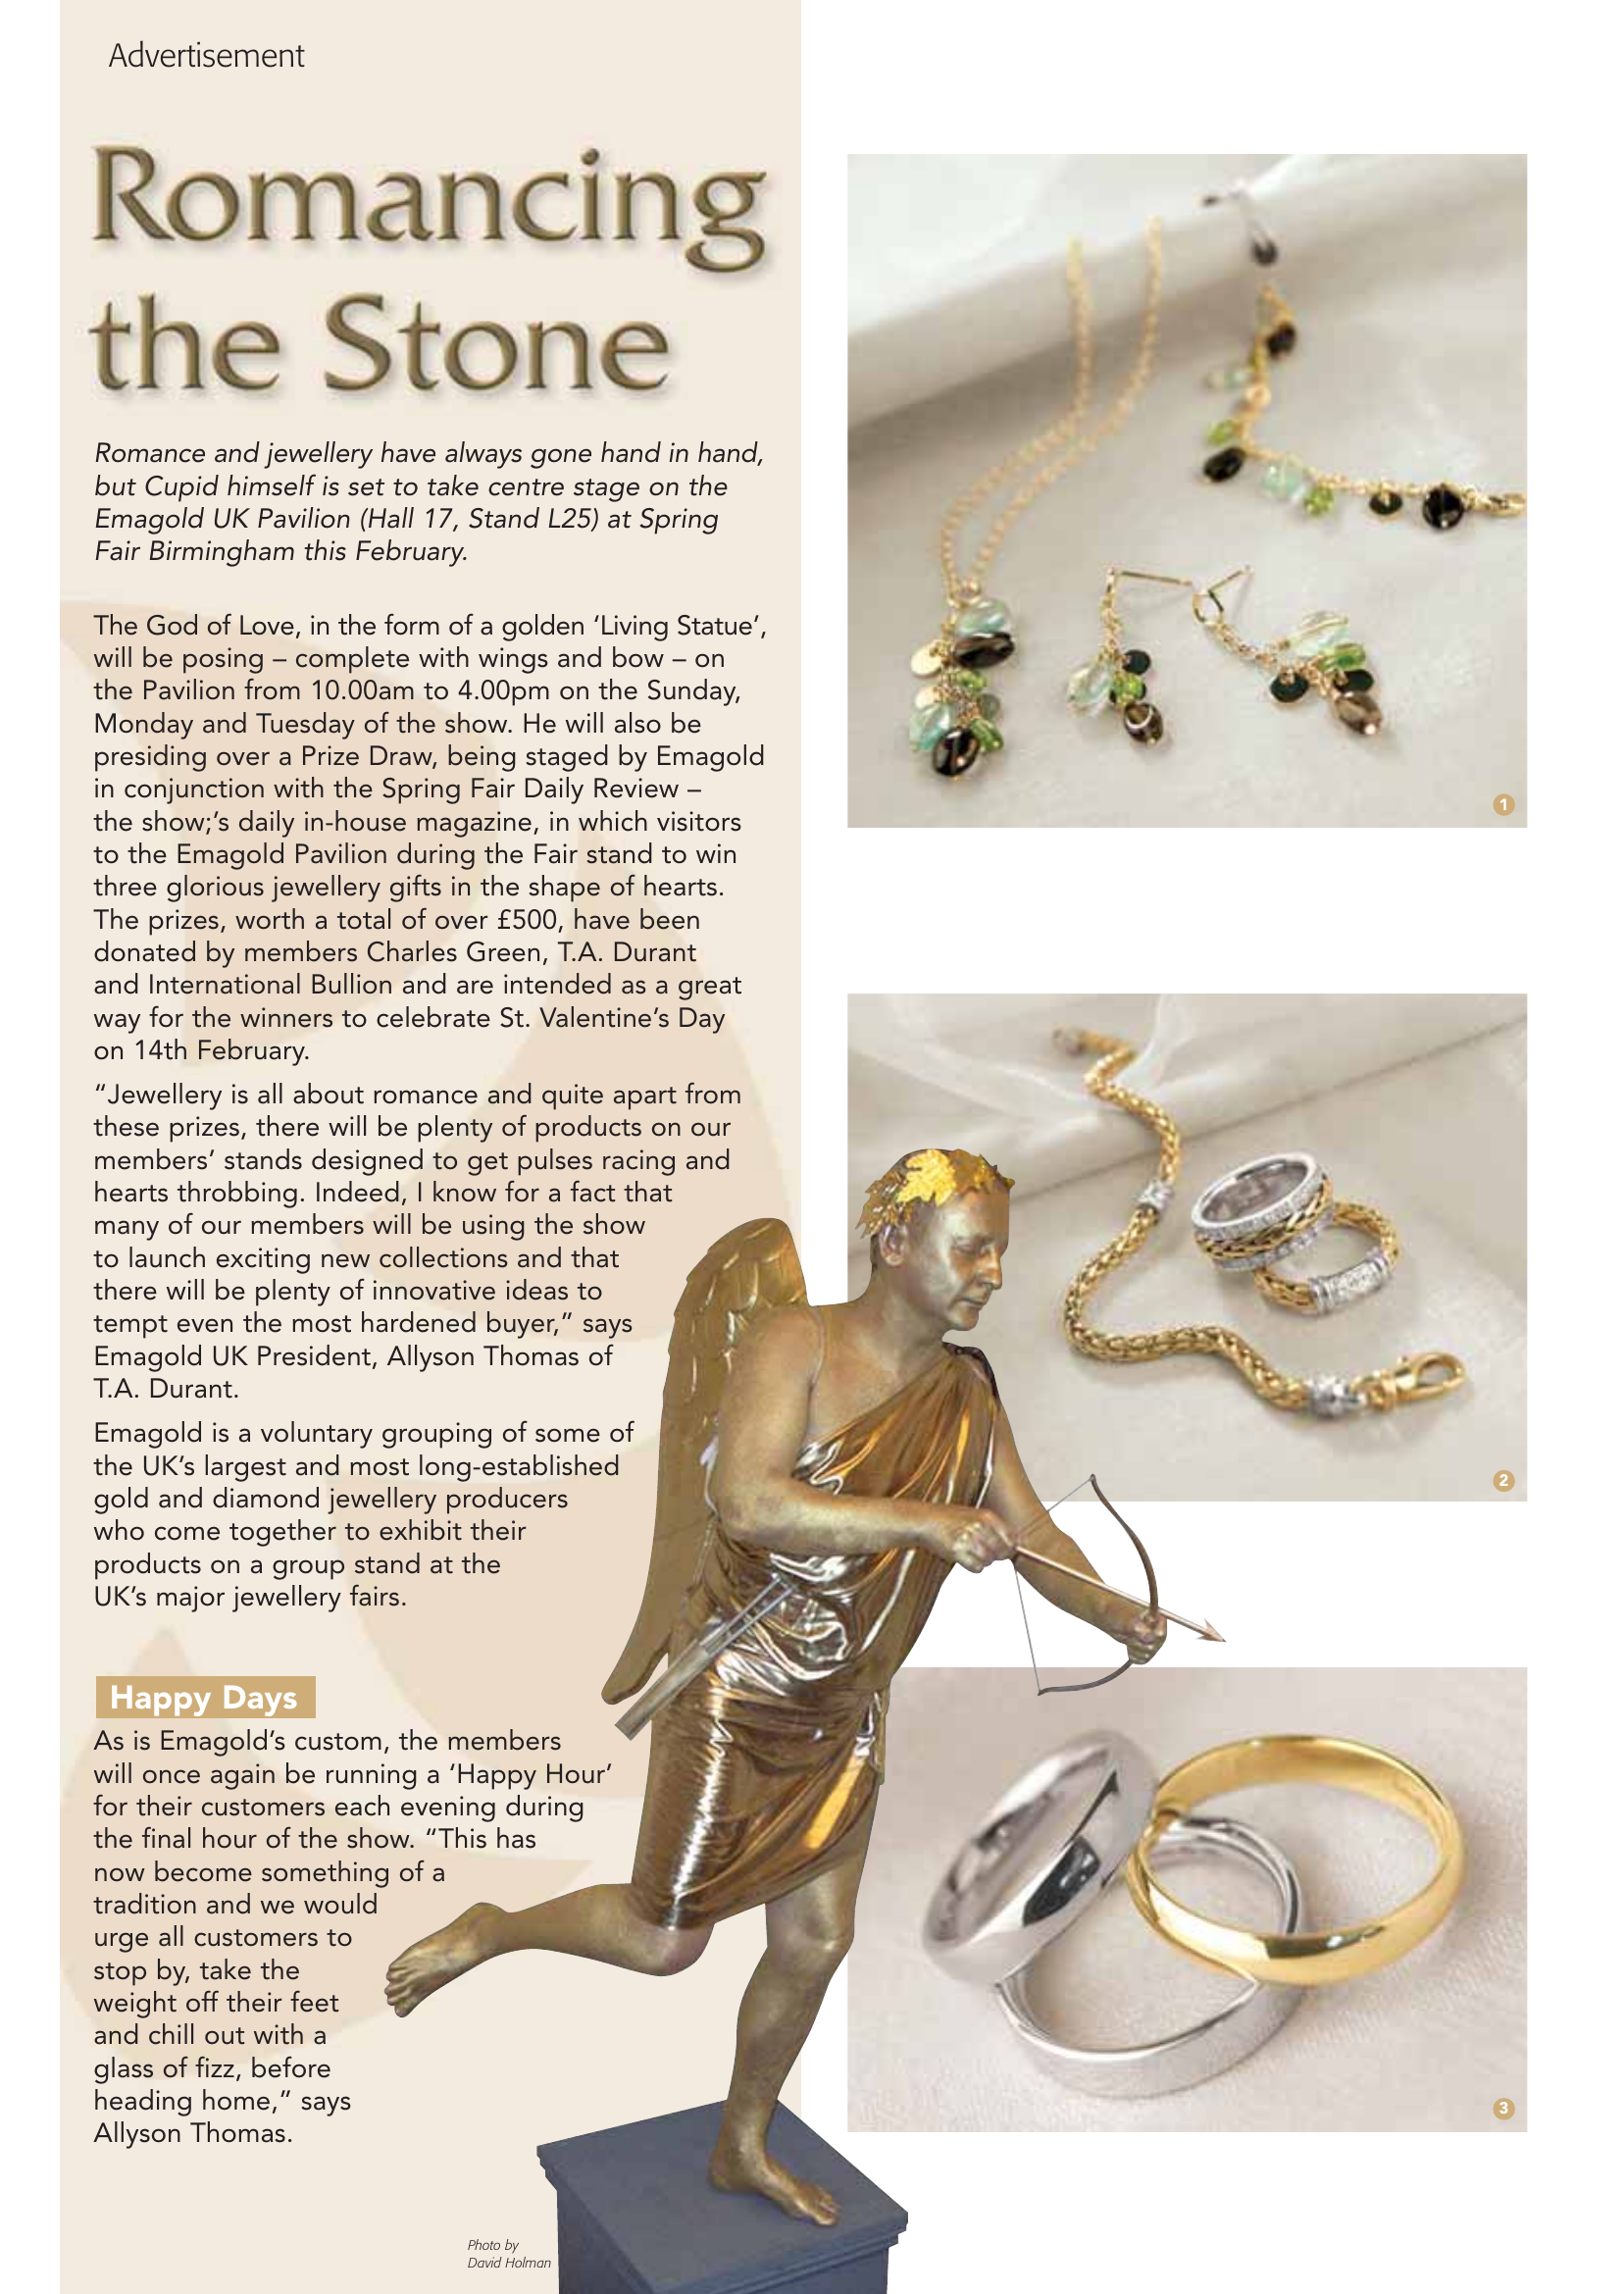 Advertisement
Romancing
the Stone
Romance and jewellery have always gone hand in hand,
but Cupid himself is set to take centre stage on the
Emagold UK Pavilion (Hall 17, Stand L25) at Spring
Fair Birmingham this February.
The God of Love, in the form of a golden ‘Living Statue’,
will be posing – complete with wings and bow – on
the Pavilion from 10.00am to 4.00pm on the Sunday,
Monday and Tuesday of the show. He will also be
presiding over a Prize Draw, being staged by Emagold
in conjunction with the Spring Fair Daily Review –
the show;’s daily in-house magazine, in which visitors
to the Emagold Pavilion during the Fair stand to win
three glorious jewellery gifts in the shape of hearts.
The prizes, worth a total of over £500, have been
donated by members Charles Green, T.A. Durant
and International Bullion and are intended as a great
way for the winners to celebrate St. Valentine’s Day
on 14th February.
“Jewellery is all about romance and quite apart from
these prizes, there will be plenty of products on our
members’ stands designed to get pulses racing and
hearts throbbing. Indeed, I know for a fact that
many of our members will be using the show
to launch exciting new collections and that
there will be plenty of innovative ideas to
tempt even the most hardened buyer,” says
Emagold UK President, Allyson Thomas of
T.A. Durant.
Emagold is a voluntary grouping of some of
the UK’s largest and most long-established
gold and diamond jewellery producers
who come together to exhibit their
products on a group stand at the
UK’s major jewellery fairs.
Happy Days
As is Emagold’s custom, the members
will once again be running a ‘Happy Hour’
for their customers each evening during
the final hour of the show. “This has
now become something of a
tradition and we would
urge all customers to
stop by, take the
weight off their feet
and chill out with a
glass of fizz, before
heading home,” says
Allyson Thomas.
Photo by
David Holman
1
2
3